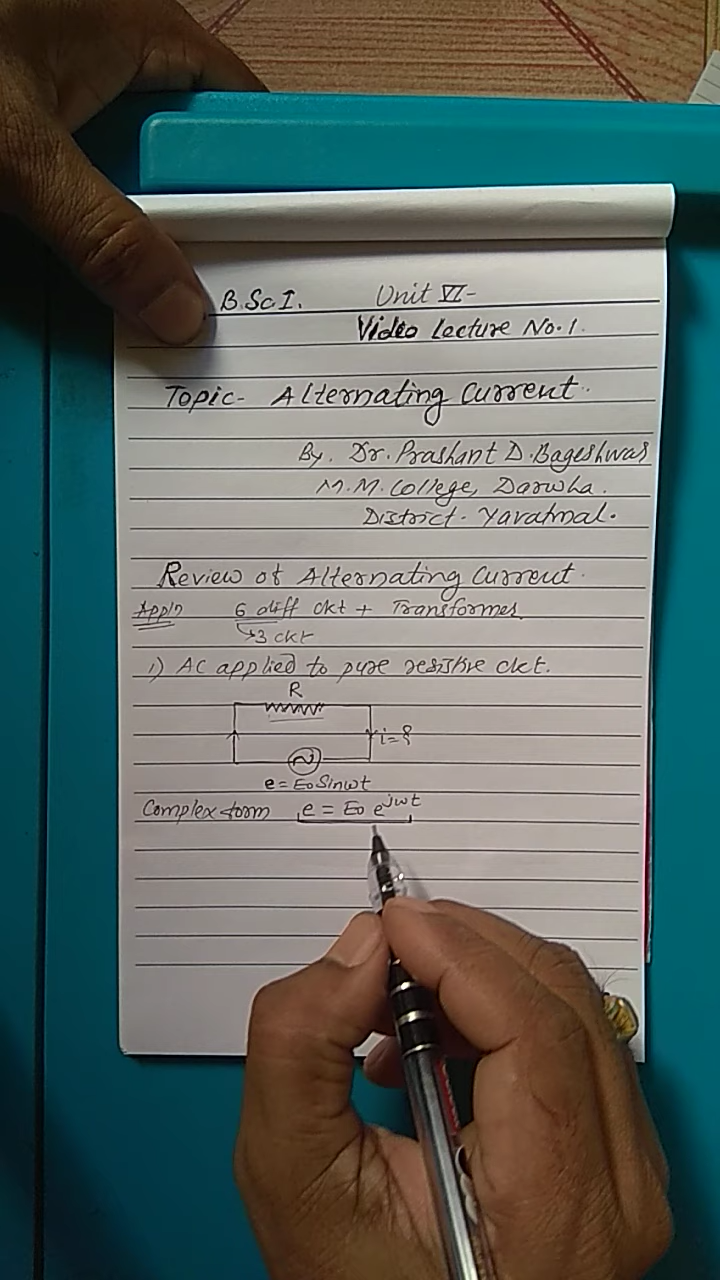 B.Sc.I. Unit VI-
Video Lecture No.1.
Topic- Alternating Current.
By. Dr. Prashant D. Bageshwar
M.M. College, Darwha.
District- Yavatmal.
Review of Alternating Current.
Appln 6 diff ckt + Transformer.
→3 ckt
1) AC applied to pure resistive ckt.
R
i=?
e = E₀ Sinωt
Complex form e = E₀ e^jωt